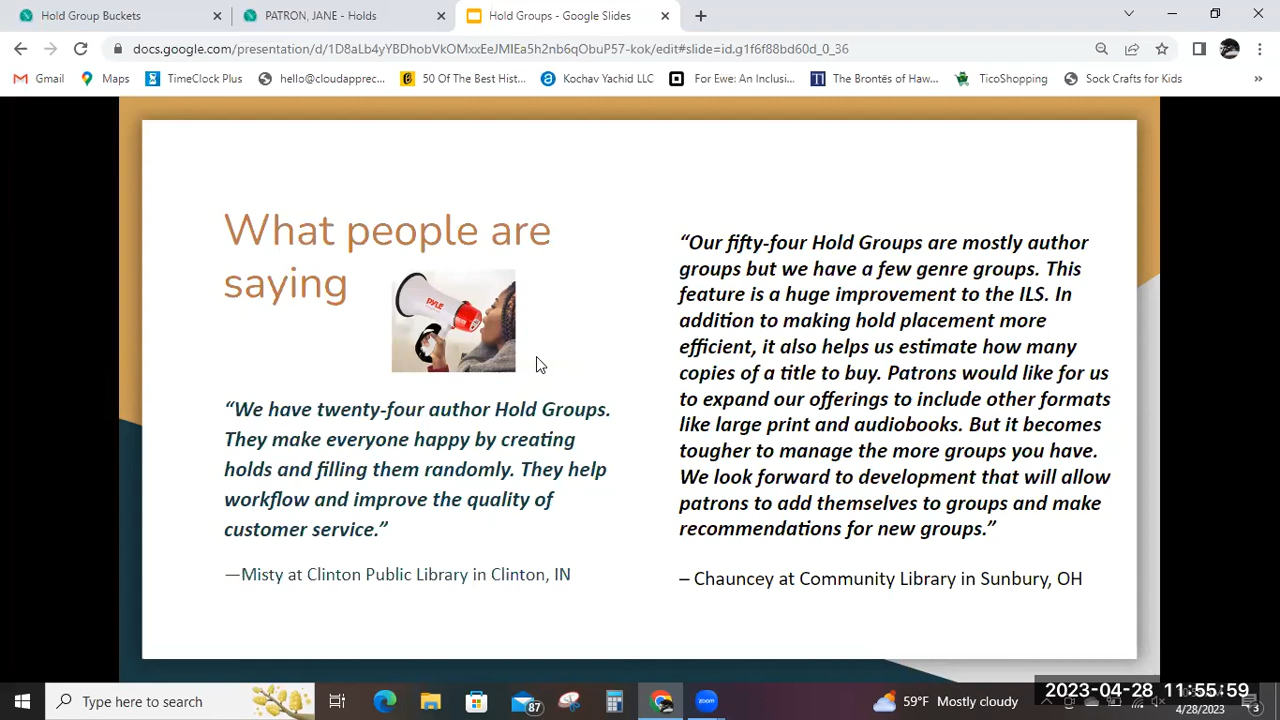 Hold Group Buckets
PATRON, JANE - Holds
Hold Groups - Google Slides
docs.google.com/presentation/d/1D8aLb4yYBDhobVkOMxxEeJMIEa5h2nb6qObuP57-kok/edit#slide=id.g1f6f88bd60d_0_36
Gmail
Maps
TimeClock Plus
hello@cloudapprec...
50 Of The Best Hist...
Kochav Yachid LLC
For Ewe: An Inclusi...
The Brontës of Haw...
TicoShopping
Sock Crafts for Kids
»
What people are
saying
PYLE
“We have twenty-four author Hold Groups.
They make everyone happy by creating
holds and filling them randomly. They help
workflow and improve the quality of
customer service.”
—Misty at Clinton Public Library in Clinton, IN
“Our fifty-four Hold Groups are mostly author
groups but we have a few genre groups. This
feature is a huge improvement to the ILS. In
addition to making hold placement more
efficient, it also helps us estimate how many
copies of a title to buy. Patrons would like for us
to expand our offerings to include other formats
like large print and audiobooks. But it becomes
tougher to manage the more groups you have.
We look forward to development that will allow
patrons to add themselves to groups and make
recommendations for new groups.”
– Chauncey at Community Library in Sunbury, OH
Type here to search
87
zoom
59°F Mostly cloudy
2023-04-28 11:55:59
4/28/2023
3